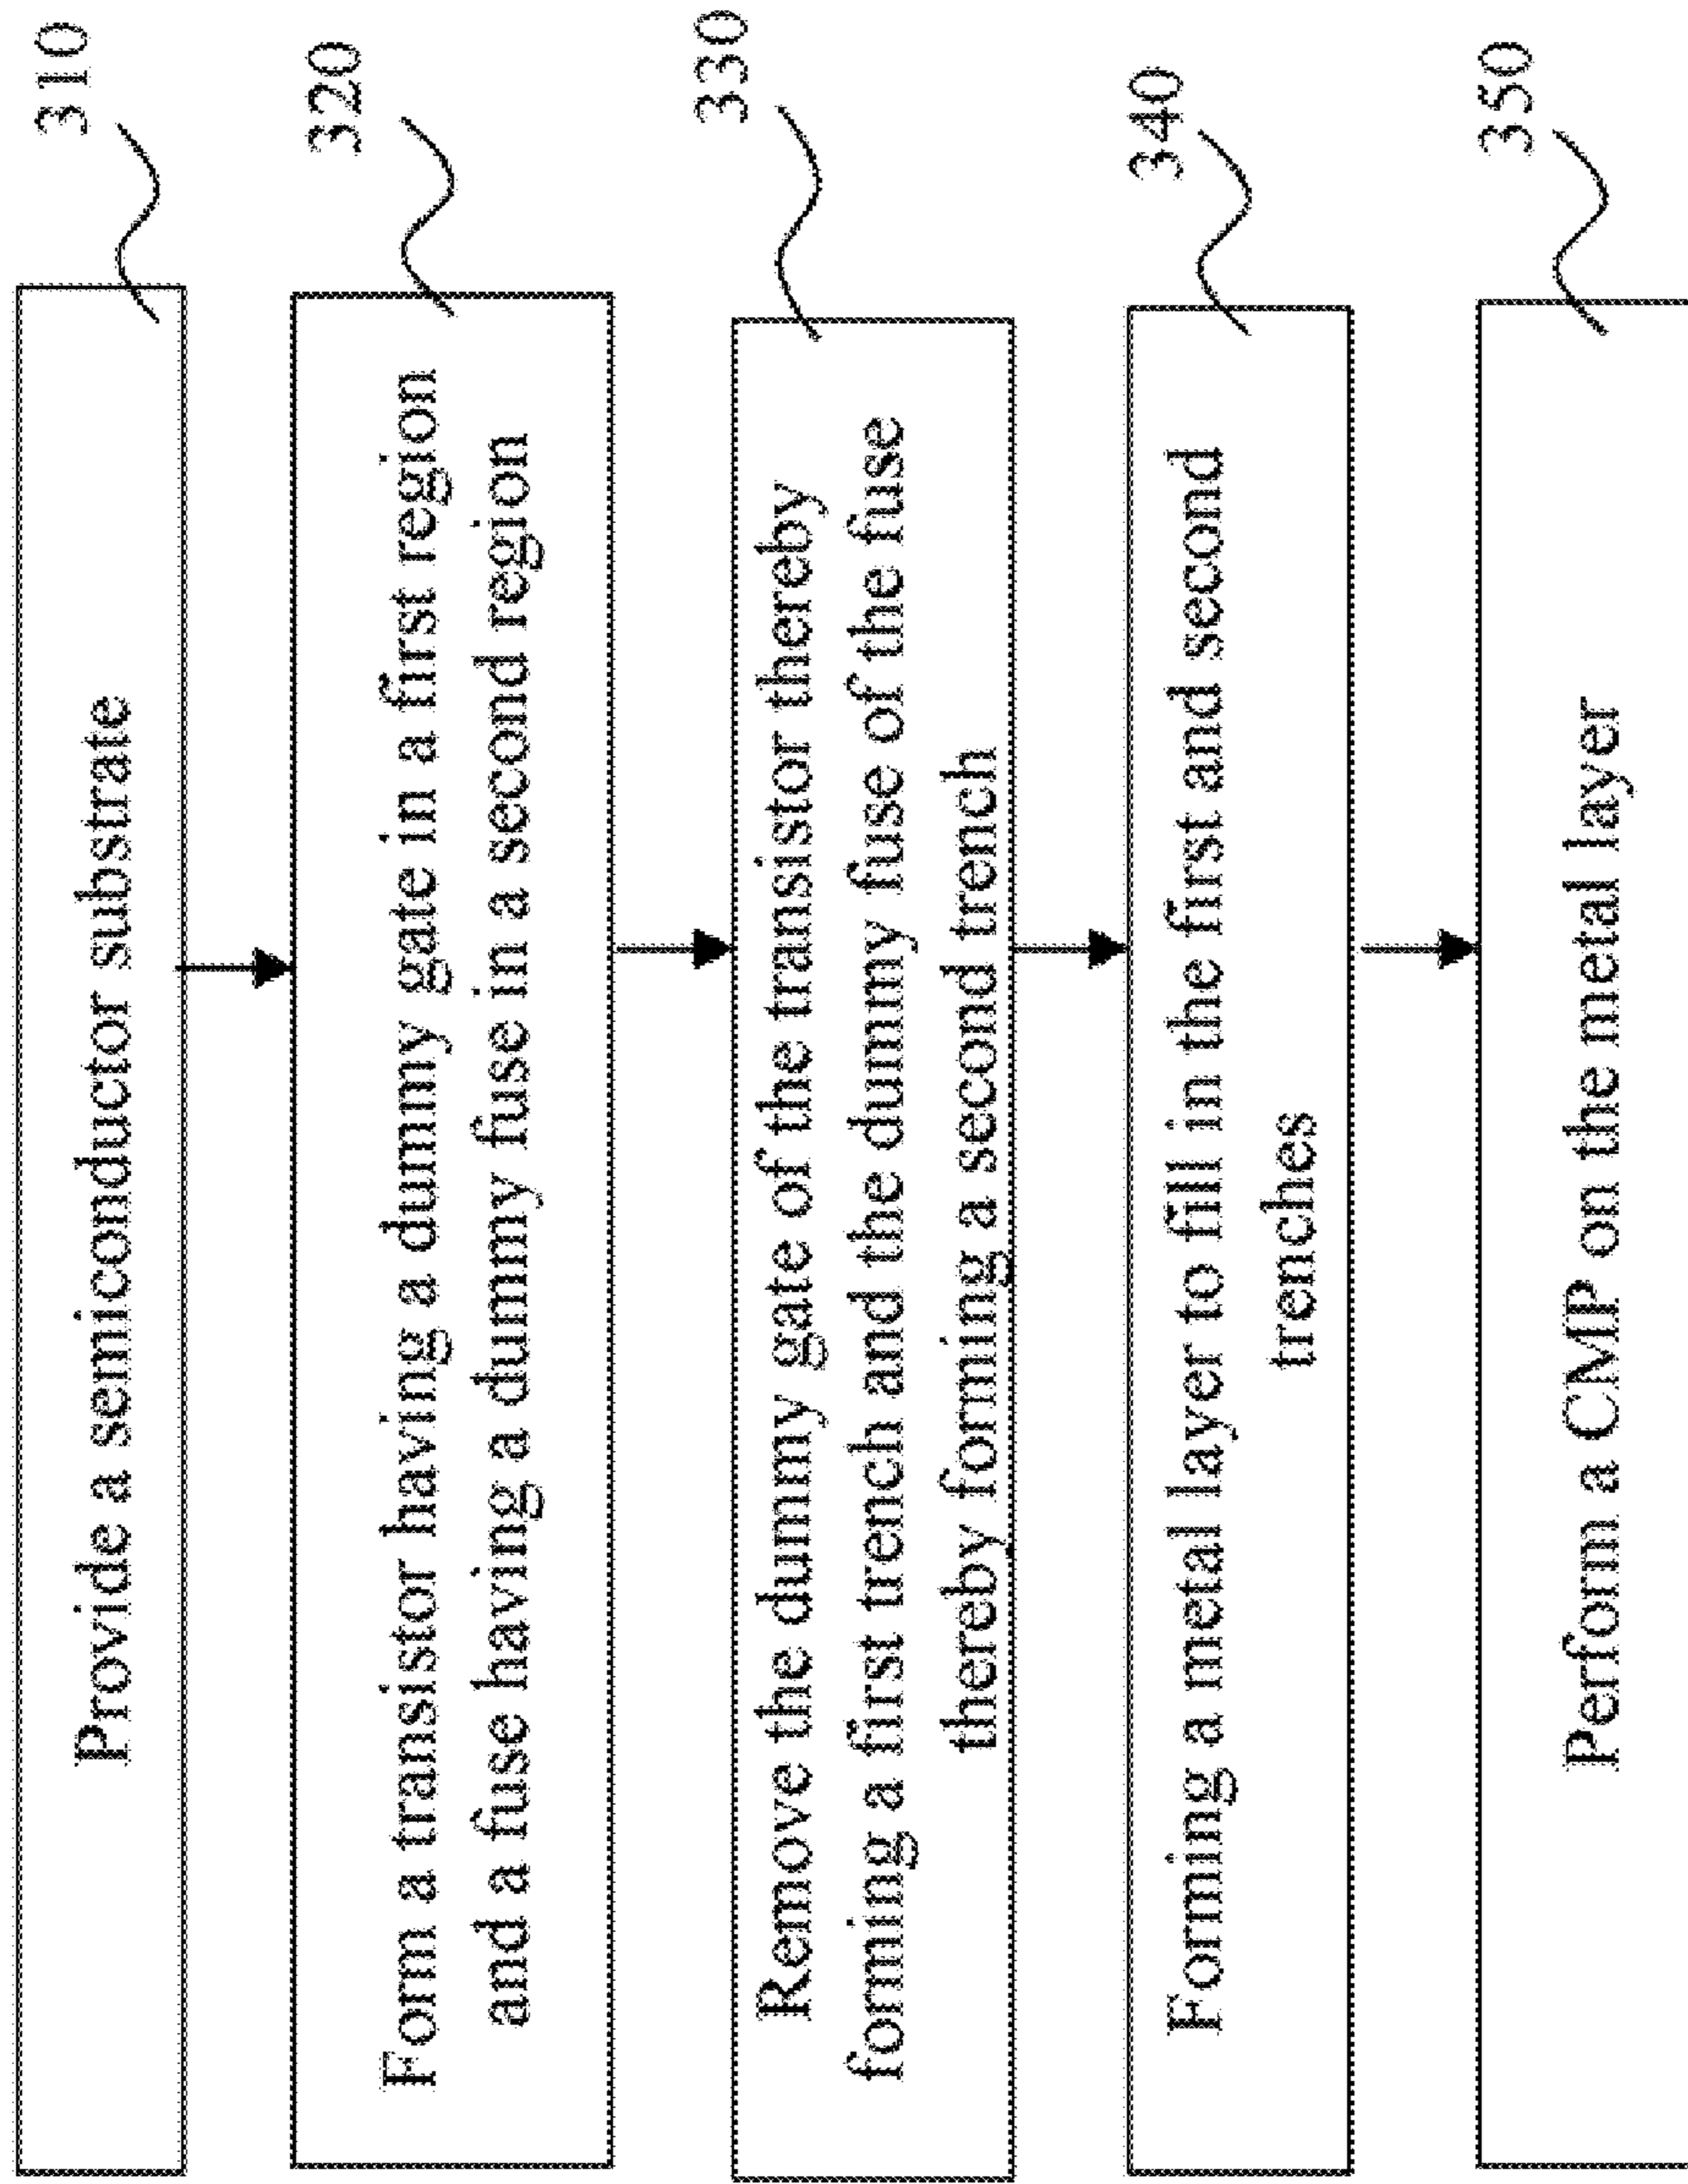 310
Provide a semiconductor substrate
320
Form a transistor having a dummy gate in a first region
and a fuse having a dummy fuse in a second region
330
Remove the dummy gate of the transistor thereby
forming a first trench and the dummy fuse of the fuse
thereby forming a second trench
340
Forming a metal layer to fill in the first and second
trenches
350
Perform a CMP on the metal layer